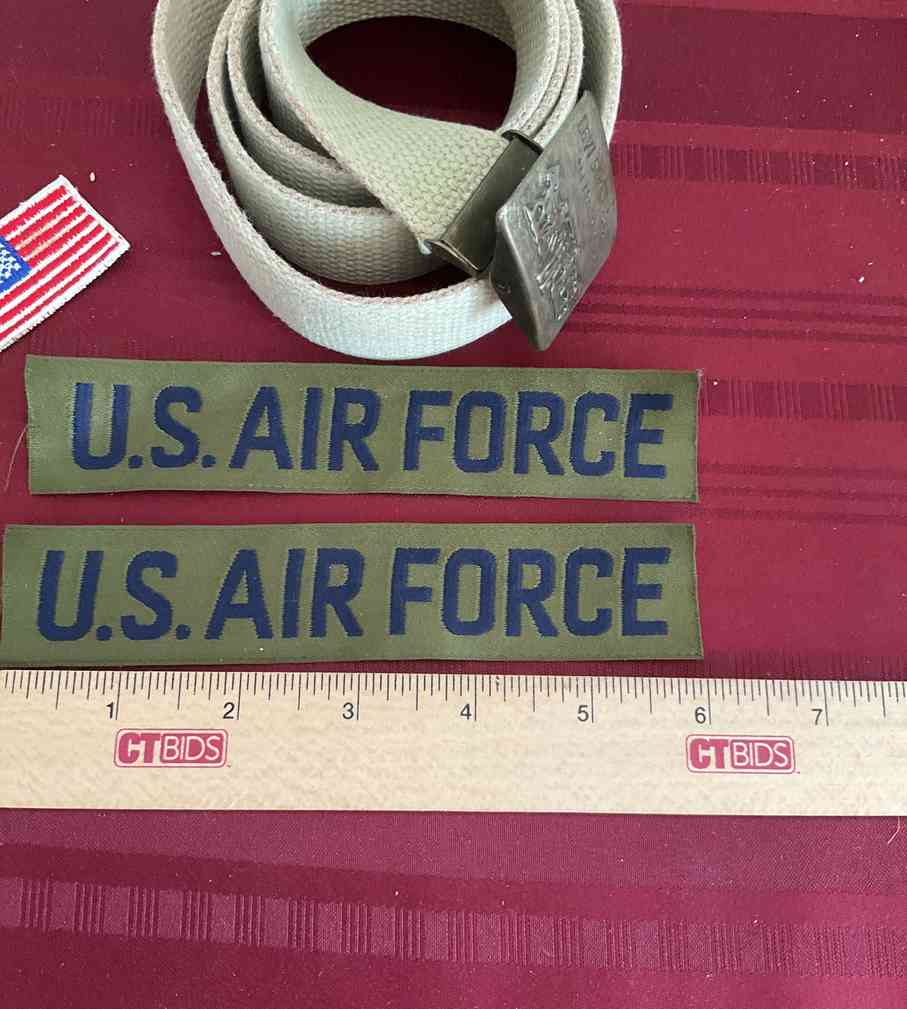 U.S. AIR FORCE
U.S. AIR FORCE
1 2 3 4 5 6 7
CTBIDS CTBIDS